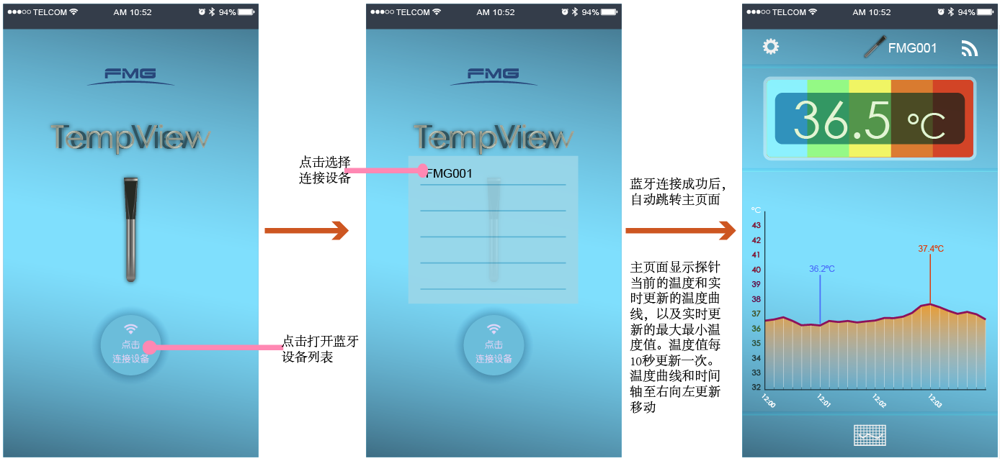 TELCOM AM 10:52 94%
FMG
TempView
点击
连接设备
点击打开蓝牙
设备列表
TELCOM AM 10:52 94%
FMG
TempView
点击选择
连接设备
FMG001
点击
连接设备
蓝牙连接成功后，
自动跳转主页面
主页面显示探针
当前的温度和实
时更新的温度曲
线，以及实时更
新的最大最小温
度值。温度值每
10秒更新一次。
温度曲线和时间
轴至右向左更新
移动
TELCOM AM 10:52 94%
FMG001
36.5 ℃
℃
43
42
41
40
39
38
37
36
35
34
33
32
36.2℃
37.4℃
12:00
12:01
12:02
12:03